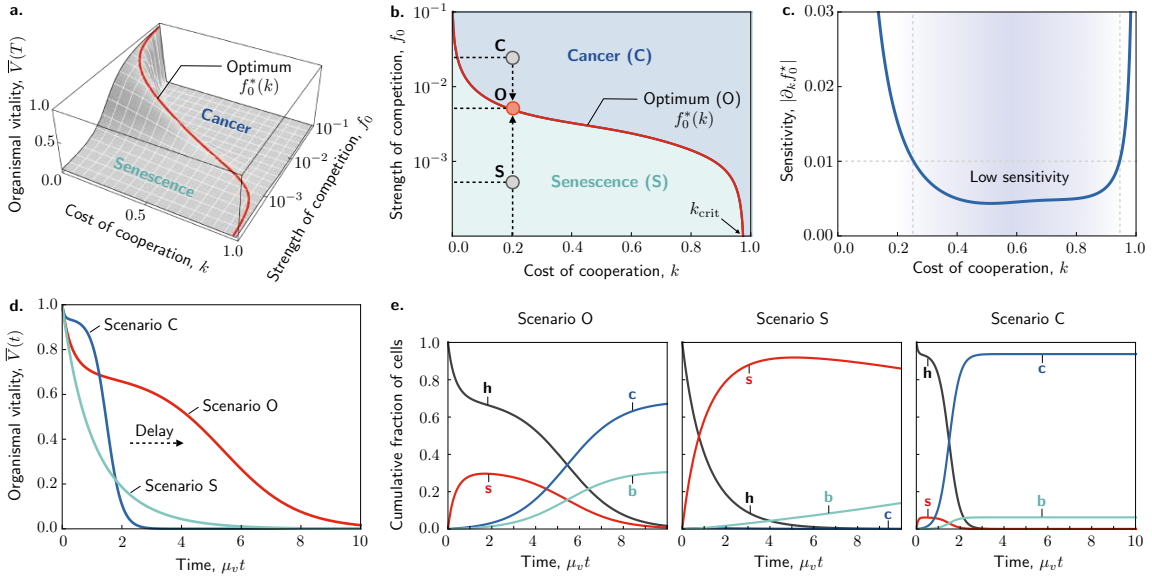 a.
Organismal vitality, V̅(T)
1.0
0.5
0.0
Optimum
f₀*(k)
Cancer
Senescence
0.0
0.5
1.0
Cost of cooperation, k
10⁻¹
10⁻²
10⁻³
Strength of competition, f₀
b.
Strength of competition, f₀
10⁻¹
10⁻²
10⁻³
C
O
S
Cancer (C)
Optimum (O)
f₀*(k)
Senescence (S)
k_crit
0.0 0.2 0.4 0.6 0.8 1.0
Cost of cooperation, k
c.
Sensitivity, |∂ₖf₀*|
0.03
0.02
0.01
0.00
Low sensitivity
0.0 0.2 0.4 0.6 0.8 1.0
Cost of cooperation, k
d.
Organismal vitality, V̅(t)
1.0
0.8
0.6
0.4
0.2
0.0
Scenario C
Scenario O
Delay
Scenario S
0 2 4 6 8 10
Time, μᵥt
e.
Cumulative fraction of cells
Scenario O
1.0
0.8
0.6
0.4
0.2
0.0
h
s
c
b
0 2 4 6 8
Time, μᵥt
Scenario S
s
h
b
c
0 2 4 6 8
Time, μᵥt
Scenario C
h
c
s
b
0 2 4 6 8 10
Time, μᵥt